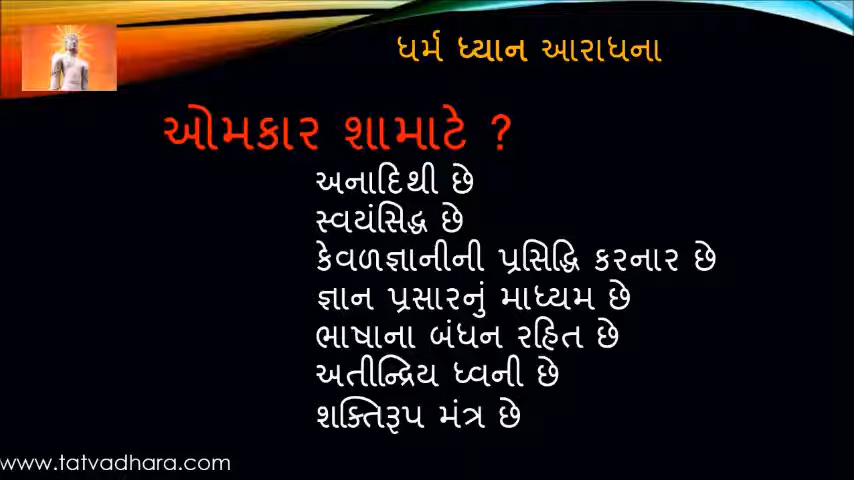 ધર્મ ધ્યાન આરાધના
ઓમકાર શામાટે ?
અનાદિથી છે
સ્વયંસિદ્ધ છે
કેવળજ્ઞાનીની પ્રસિદ્ધિ કરનાર છે
જ્ઞાન પ્રસારનું માધ્યમ છે
ભાષાના બંધન રહિત છે
અતીન્દ્રિય ધ્વની છે
શક્તિરૂપ મંત્ર છે
www.tatvadhara.com